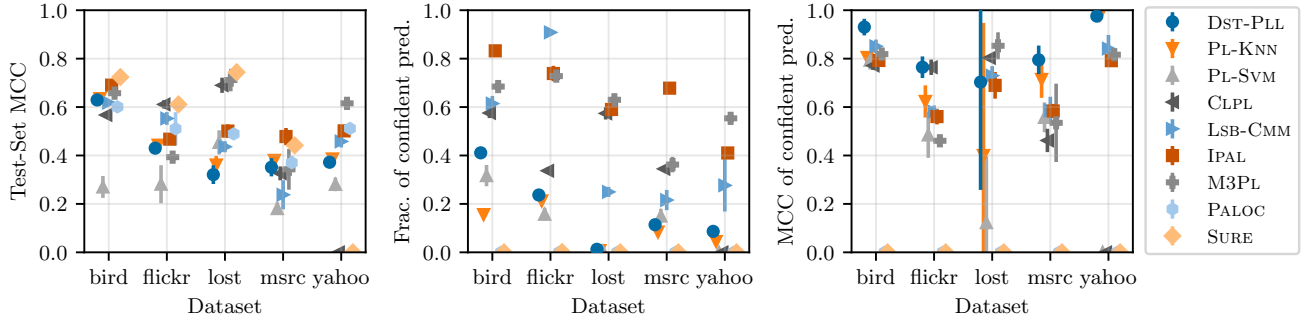 Test-Set MCC
1.0
0.8
0.6
0.4
0.2
0.0
bird flickr lost msrc yahoo
Dataset
Frac. of confident pred.
1.0
0.8
0.6
0.4
0.2
0.0
bird flickr lost msrc yahoo
Dataset
MCC of confident pred.
1.0
0.8
0.6
0.4
0.2
0.0
bird flickr lost msrc yahoo
Dataset
DST-PLL
PL-KNN
PL-SVM
CLPL
LSB-CMM
IPAL
M3PL
PALOC
SURE